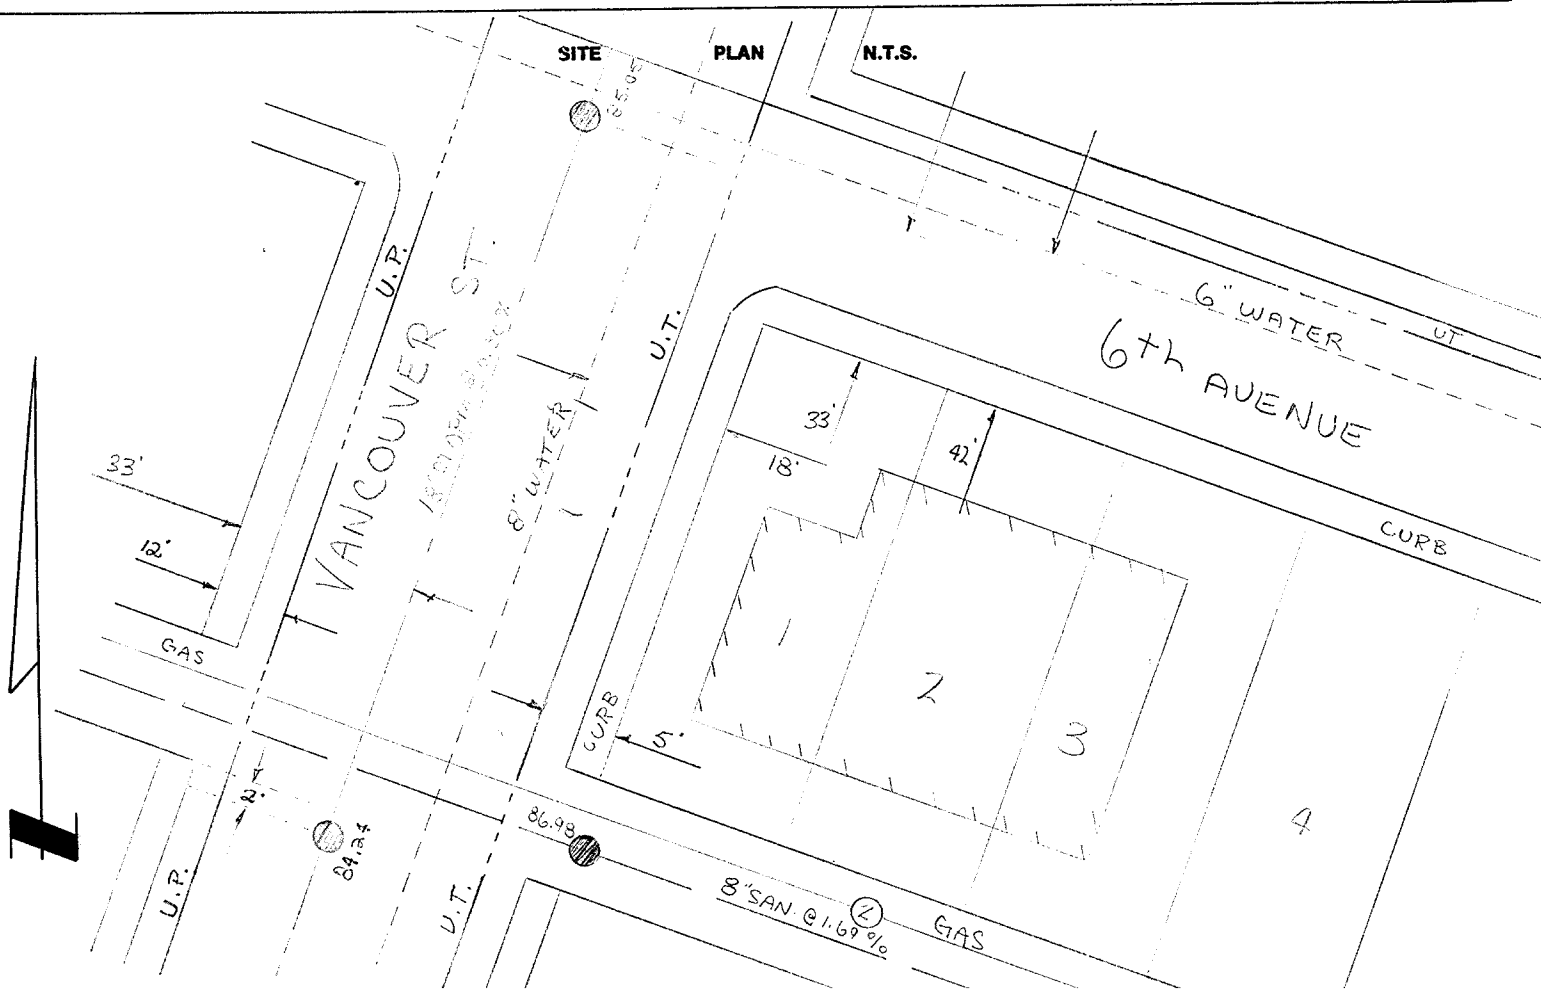 SITE PLAN N.T.S.
85.05
U.P.
VANCOUVER ST.
8" WATER
U.T.
6" WATER
UT
6th AVENUE
CURB
33'
18'
42'
33'
12'
GAS
1
2
3
4
CURB
5'
2'
84.24
86.98
U.P.
U.T.
8" SAN. @ 1.69 %
2
GAS